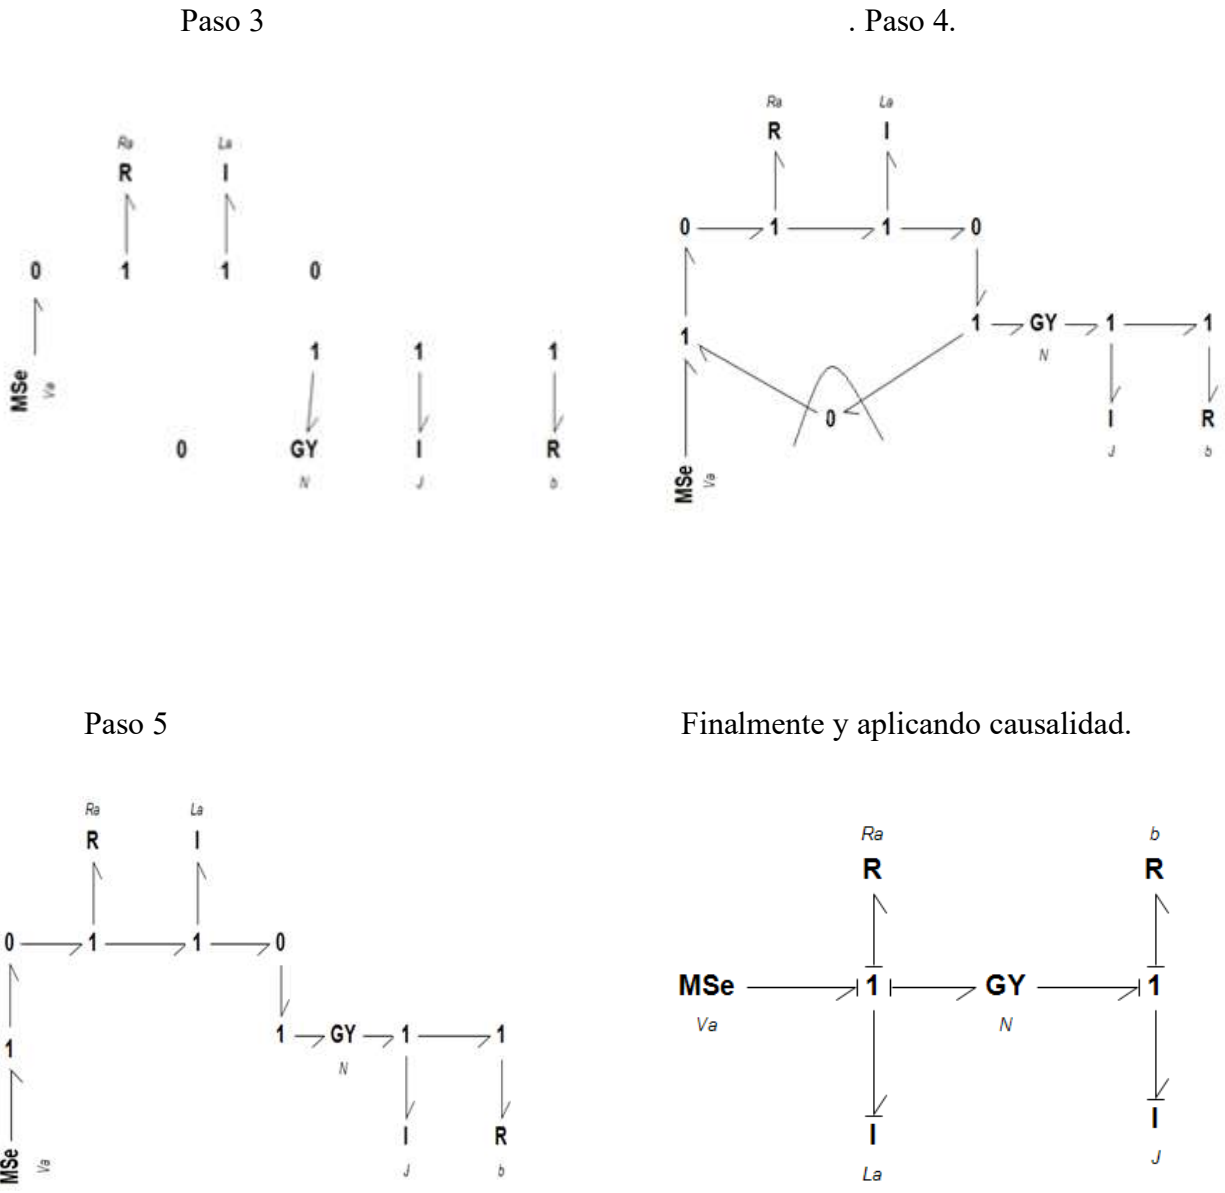 Paso 3
. Paso 4.
Ra La
R I
0 1 1 0
1 1 1
MSe Va
0 GY I R
N J b
Ra La
R I
0 1 1 0
1 1 GY 1 1
N
0 I R
J b
MSe Va
Paso 5
Finalmente y aplicando causalidad.
Ra La
R I
0 1 1 0
1 1 GY 1 1
N
MSe Va I R
J b
Ra b
R R
MSe 1 GY 1
Va N
I I
La J